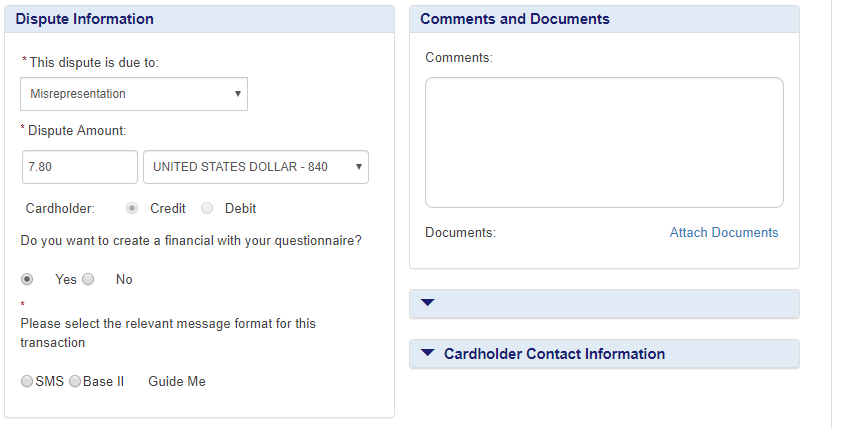 Dispute Information
* This dispute is due to:
Misrepresentation
* Dispute Amount:
7.80 UNITED STATES DOLLAR - 840
Cardholder: Credit Debit
Do you want to create a financial with your questionnaire?
Yes No
*
Please select the relevant message format for this
transaction
SMS Base II Guide Me
Comments and Documents
Comments:
Documents: Attach Documents
Cardholder Contact Information